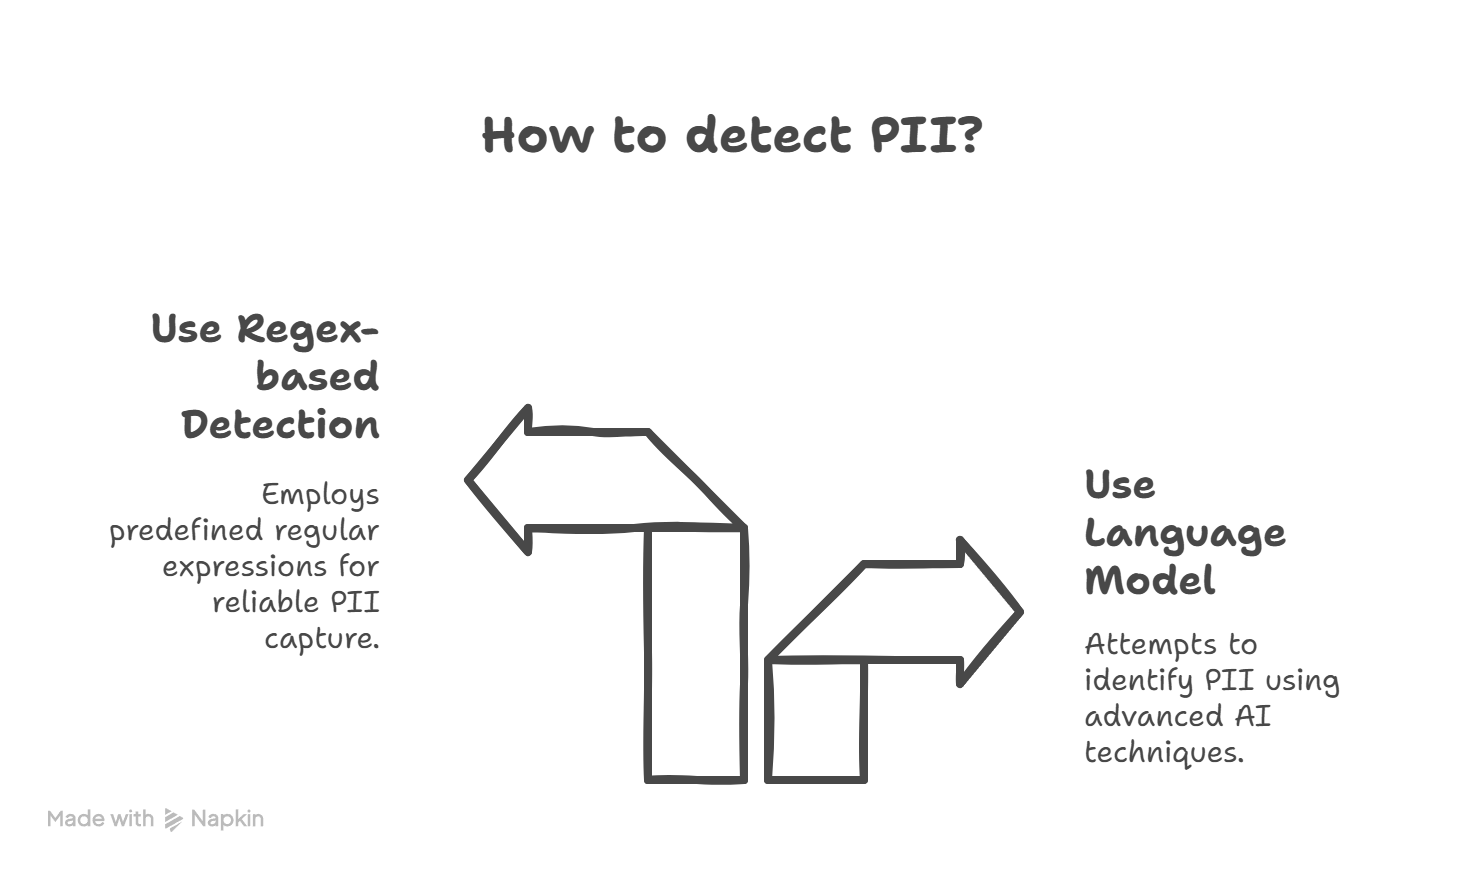 How to detect PII?
Use Regex-
based
Detection
Employs
predefined regular
expressions for
reliable PII
capture.
Use
Language
Model
Attempts to
identify PII using
advanced AI
techniques.
Made with Napkin